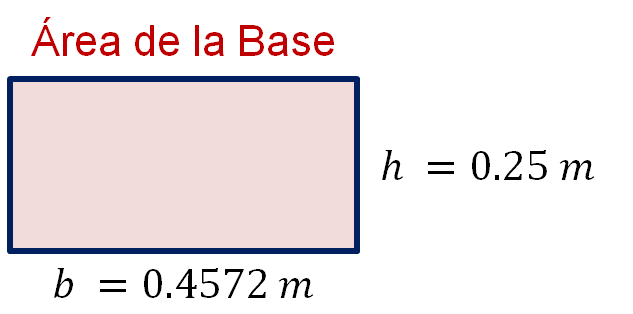 Área de la Base
h = 0.25 m
b = 0.4572 m